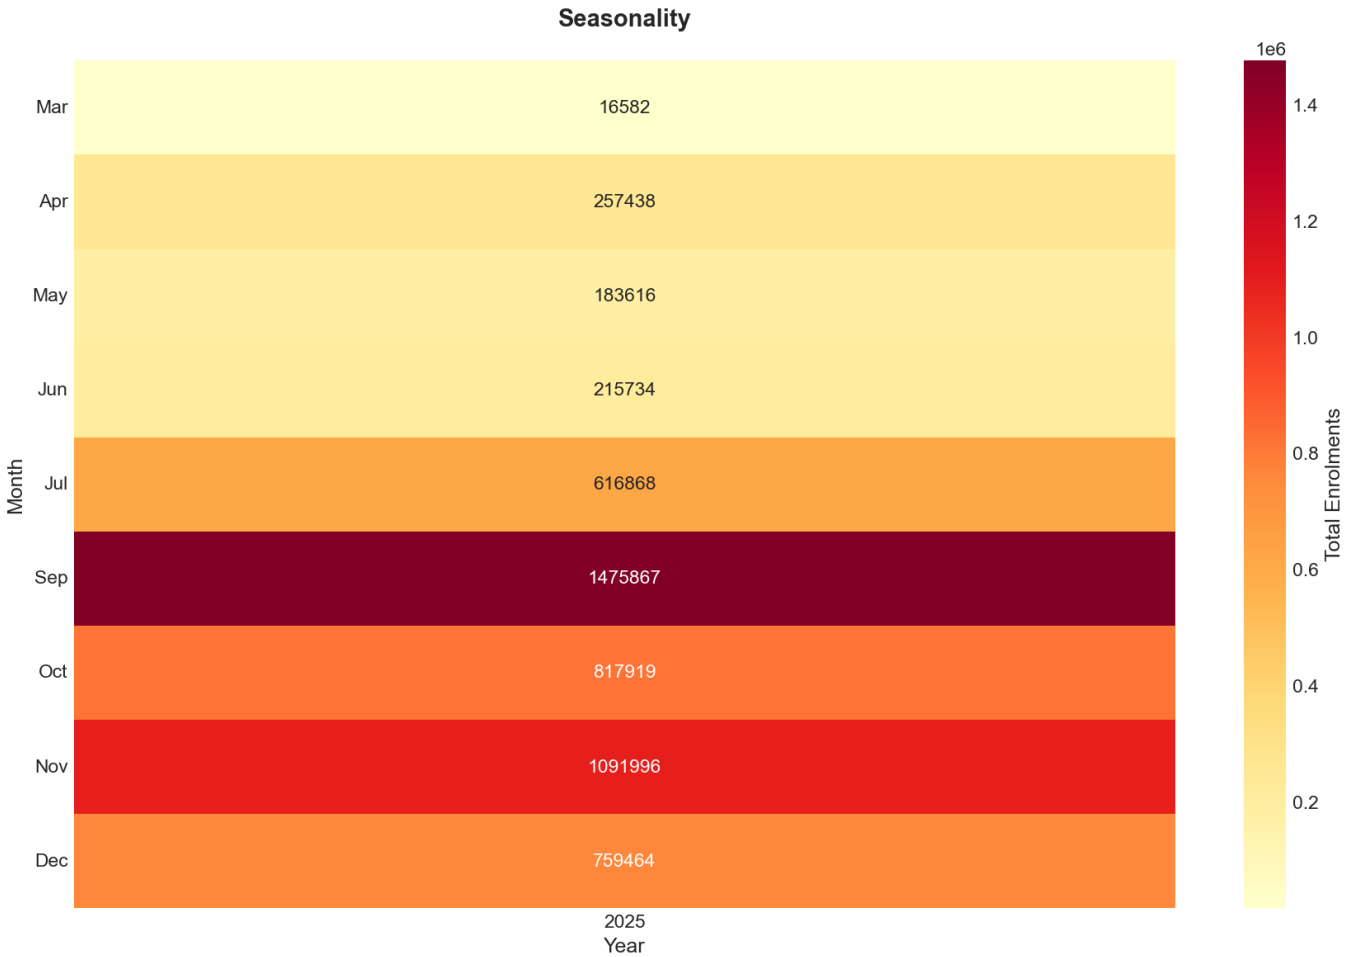 Seasonality
1e6
Mar
16582
1.4
Apr
257438
1.2
May
183616
1.0
Jun
215734
0.8
Jul
616868
Month
Total Enrolments
Sep
1475867
0.6
Oct
817919
0.4
Nov
1091996
0.2
Dec
759464
2025
Year